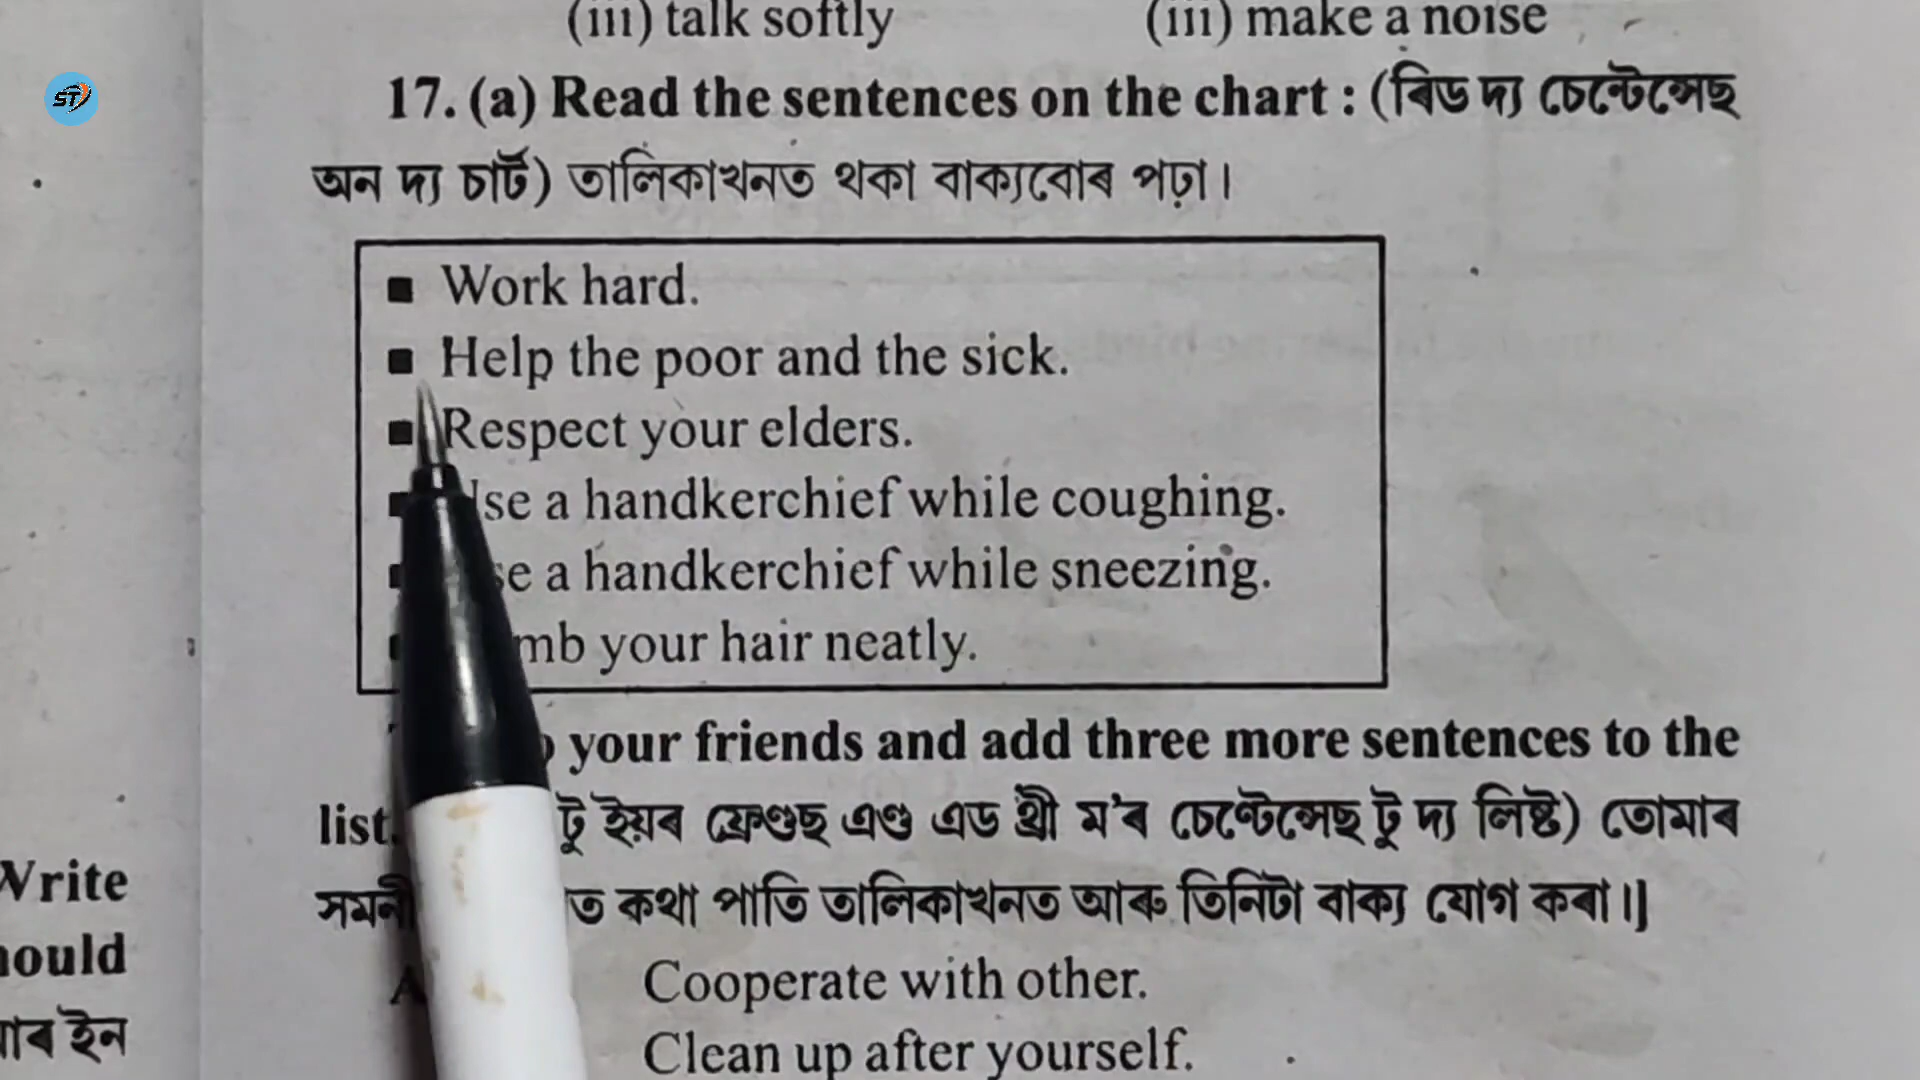 (iii) talk softly (iii) make a noise
ST
17. (a) Read the sentences on the chart : (ৰিড দ্য চেন্টেন্সেছ
অন দ্য চাৰ্ট) তালিকাখনত থকা বাক্যবোৰ পঢ়া।
■ Work hard.
■ Help the poor and the sick.
■ Respect your elders.
■ Use a handkerchief while coughing.
se a handkerchief while sneezing.
mb your hair neatly.
your friends and add three more sentences to the
list. টু ইয়ৰ ফ্ৰেণ্ডছ এণ্ড এড থ্ৰী ম'ৰ চেণ্টেন্সেছ টু দ্য লিষ্ট) তোমাৰ
সমনী ত কথা পাতি তালিকাখনত আৰু তিনিটা বাক্য যোগ কৰা।]
Cooperate with other.
Clean up after yourself.
Write
hould
াৰ ইন